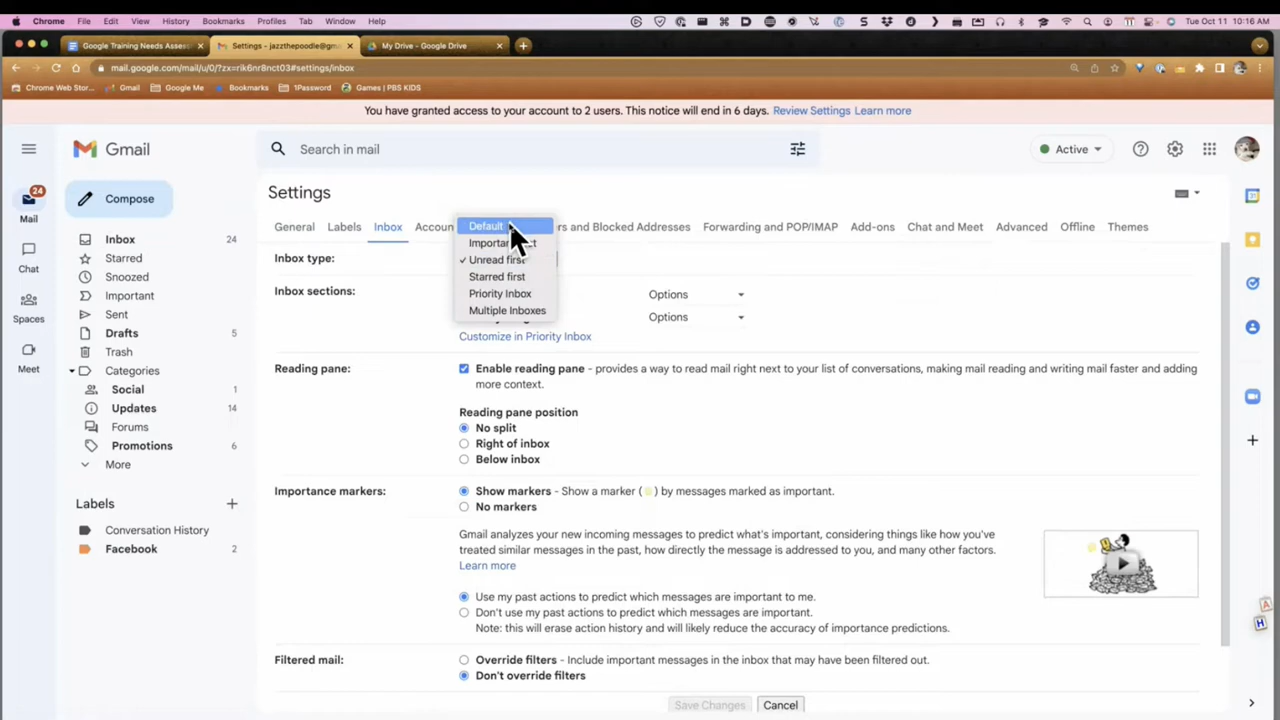 Chrome File Edit View History Bookmarks Profiles Tab Window Help Tue Oct 11 10:16 AM
Google Training Needs Assess Settings - jazzthepoodle@gm My Drive - Google Drive
mail.google.com/mail/u/0/?zx=rik6nr8nct03#settings/inbox
Chrome Web Stor... Gmail Google Me Bookmarks 1Password Games | PBS KIDS
You have granted access to your account to 2 users. This notice will end in 6 days. Review Settings Learn more
Gmail
Search in mail
Active
24
Mail
Chat
Spaces
Meet
Compose
Inbox 24
Starred
Snoozed
Important
Sent
Drafts 5
Trash
Categories
Social 1
Updates 14
Forums
Promotions 6
More
Labels
Conversation History
Facebook 2
Settings
General Labels Inbox Accoun rs and Blocked Addresses Forwarding and POP/IMAP Add-ons Chat and Meet Advanced Offline Themes
Default
Unread first
Starred first
Priority Inbox
Multiple Inboxes
Inbox type:
Inbox sections:
Options
Options
Customize in Priority Inbox
Reading pane:
Enable reading pane - provides a way to read mail right next to your list of conversations, making mail reading and writing mail faster and adding
more context.
Reading pane position
No split
Right of inbox
Below inbox
Importance markers:
Show markers - Show a marker ( ) by messages marked as important.
No markers
Gmail analyzes your new incoming messages to predict what's important, considering things like how you've
treated similar messages in the past, how directly the message is addressed to you, and many other factors.
Learn more
Use my past actions to predict which messages are important to me.
Don't use my past actions to predict which messages are important.
Note: this will erase action history and will likely reduce the accuracy of importance predictions.
Filtered mail:
Override filters - Include important messages in the inbox that may have been filtered out.
Don't override filters
Save Changes Cancel
A
H